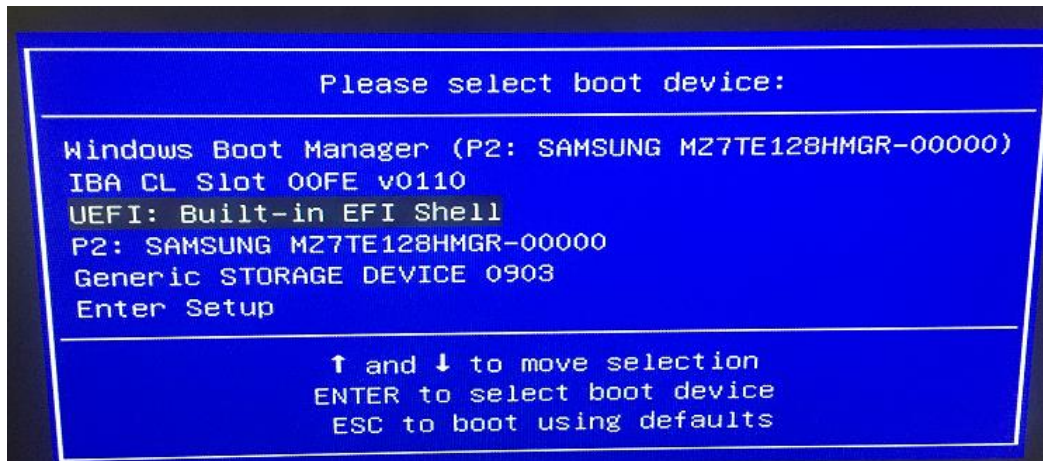 Please select boot device:
Windows Boot Manager (P2: SAMSUNG MZ7TE128HMGR-00000)
IBA CL Slot 00FE v0110
UEFI: Built-in EFI Shell
P2: SAMSUNG MZ7TE128HMGR-00000
Generic STORAGE DEVICE 0903
Enter Setup
↑ and ↓ to move selection
ENTER to select boot device
ESC to boot using defaults